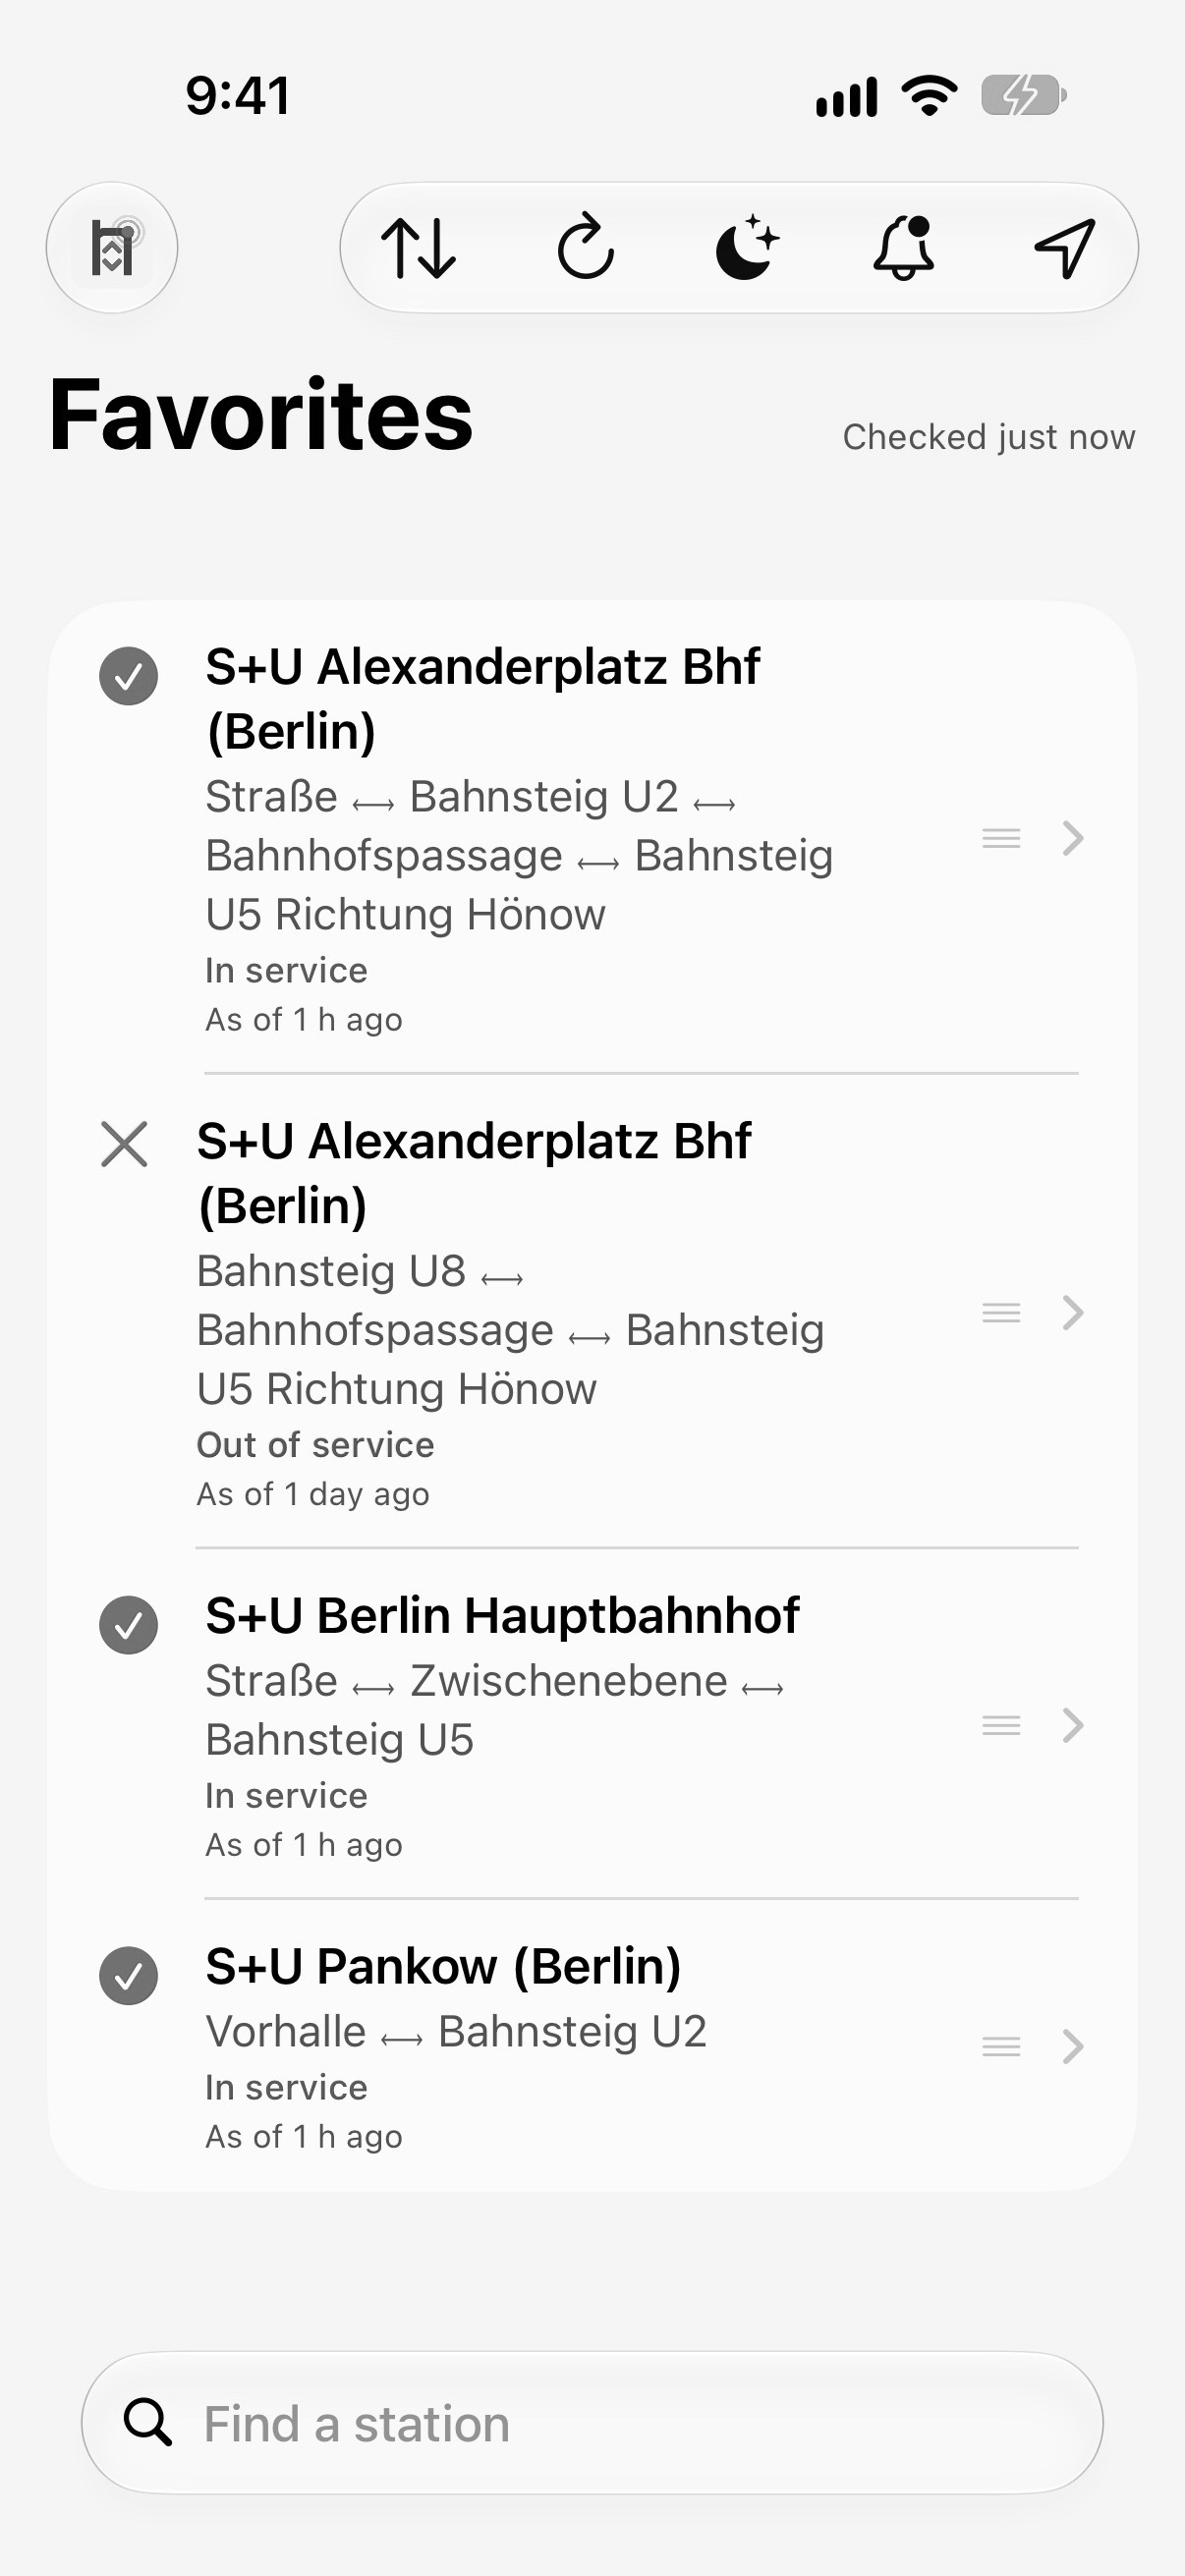 9:41
Favorites
Checked just now
S+U Alexanderplatz Bhf
(Berlin)
Straße ⟷ Bahnsteig U2 ⟷
Bahnhofspassage ⟷ Bahnsteig
U5 Richtung Hönow
In service
As of 1 h ago
S+U Alexanderplatz Bhf
(Berlin)
Bahnsteig U8 ⟷
Bahnhofspassage ⟷ Bahnsteig
U5 Richtung Hönow
Out of service
As of 1 day ago
S+U Berlin Hauptbahnhof
Straße ⟷ Zwischenebene ⟷
Bahnsteig U5
In service
As of 1 h ago
S+U Pankow (Berlin)
Vorhalle ⟷ Bahnsteig U2
In service
As of 1 h ago
Find a station